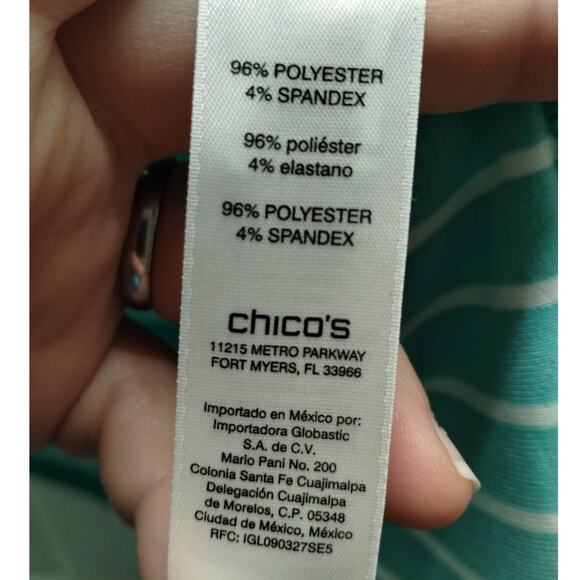 96% POLYESTER
4% SPANDEX
96% poliéster
4% elastano
96% POLYESTER
4% SPANDEX
chico's
11215 METRO PARKWAY
FORT MYERS, FL 33966
Importado en México por:
Importadora Globastic
S.A. de C.V.
Mario Pani No. 200
Colonia Santa Fe Cuajimalpa
Delegación Cuajimalpa
de Morelos, C.P. 05348
Ciudad de México, México
RFC: IGL090327SE5